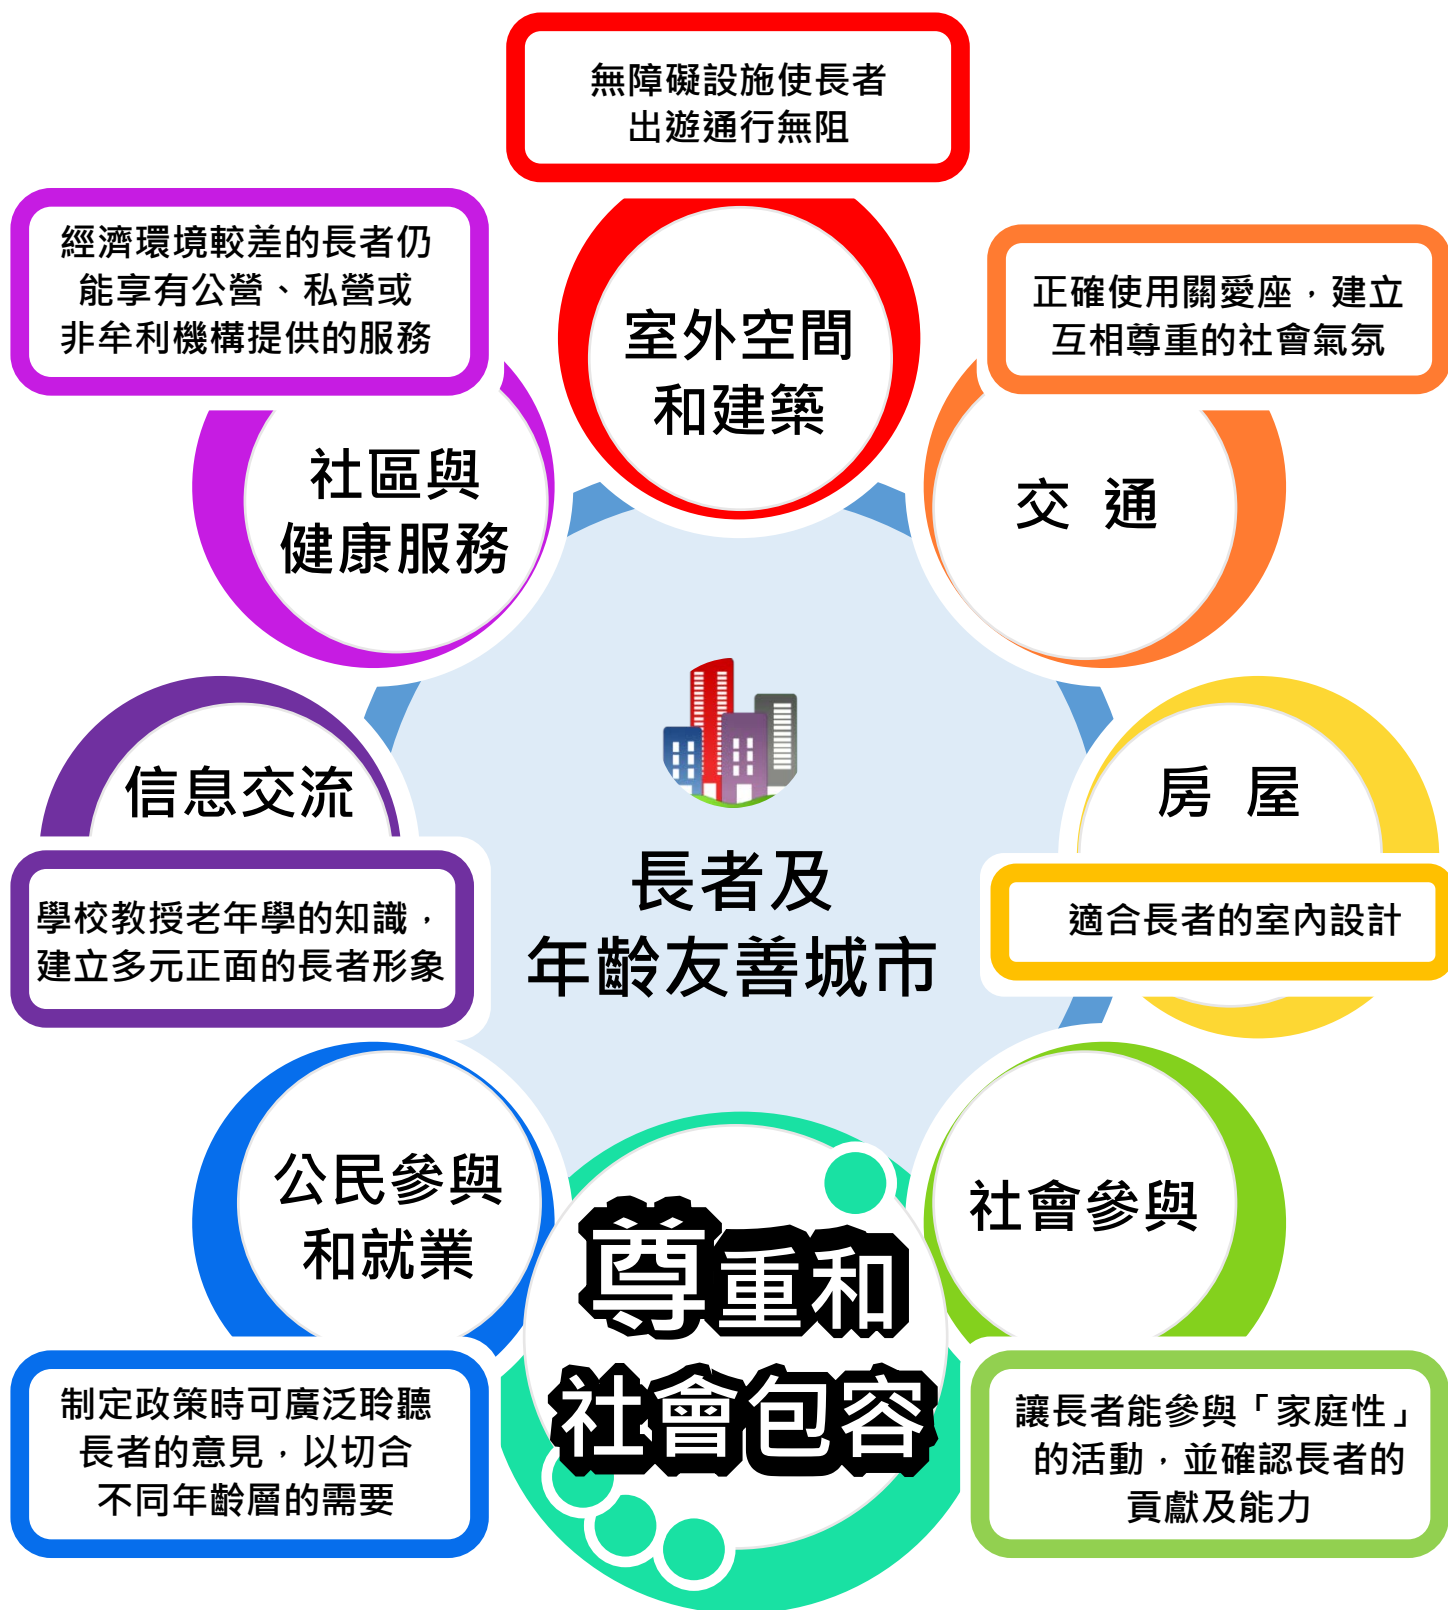 無障礙設施使長者
出遊通行無阻
室外空間
和建築
正確使用關愛座，建立
互相尊重的社會氣氛
交 通
房 屋
適合長者的室內設計
社會參與
讓長者能參與「家庭性」
的活動，並確認長者的
貢獻及能力
尊重和
社會包容
公民參與
和就業
制定政策時可廣泛聆聽
長者的意見，以切合
不同年齡層的需要
信息交流
學校教授老年學的知識，
建立多元正面的長者形象
經濟環境較差的長者仍
能享有公營、私營或
非牟利機構提供的服務
社區與
健康服務
長者及
年齡友善城市